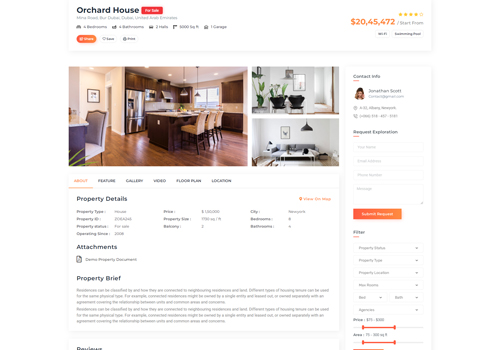 Orchard House For Sale
Mirna Road, Bur Dubai, Dubai, United Arab Emirates
4 Bedrooms 4 Bathrooms 2 Halls 5000 Sq ft 1 Garage
Share Save Print
$20,45,472 / Start From
Wi-Fi Swimming Pool
ABOUT FEATURE GALLERY VIDEO FLOOR PLAN LOCATION
Property Details View On Map
Property Type : House Price : $ 1,50,000 City : Newyork
Property ID : Property Size : 1700 sq / ft Bedrooms : 8
Property status : For sale Balcony : 2 Bathrooms : 4
Operating Since : 2008
Attachments
Demo Property Document
Property Brief
Residences can be classified by and how they are connected to neighbouring residences and land. Different types of housing tenure can be used
for the same physical type. For example, connected residences might be owned by a single entity and leased out, or owned separately with an
agreement covering the relationship between units and common areas and concerns.
Residences can be classified by and how they are connected to neighbouring residences and land. Different types of housing tenure can be used
for the same physical type. For example, connected residences might be owned by a single entity and leased out, or owned separately with an
agreement covering the relationship between units and common areas and concerns.
Reviews
Contact Info
Jonathan Scott
Contact@gmail.com
A-32, Albany, Newyork.
(+066) 518 - 457 - 5181
Request Exploration
Your Name
Email Address
Phone Number
Message
Submit Request
Filter
Property Status
Property Type
Property Location
Max Rooms
Bed Bath
Agencies
Price : $75 - $350
Area : 75 - 300 sq ft